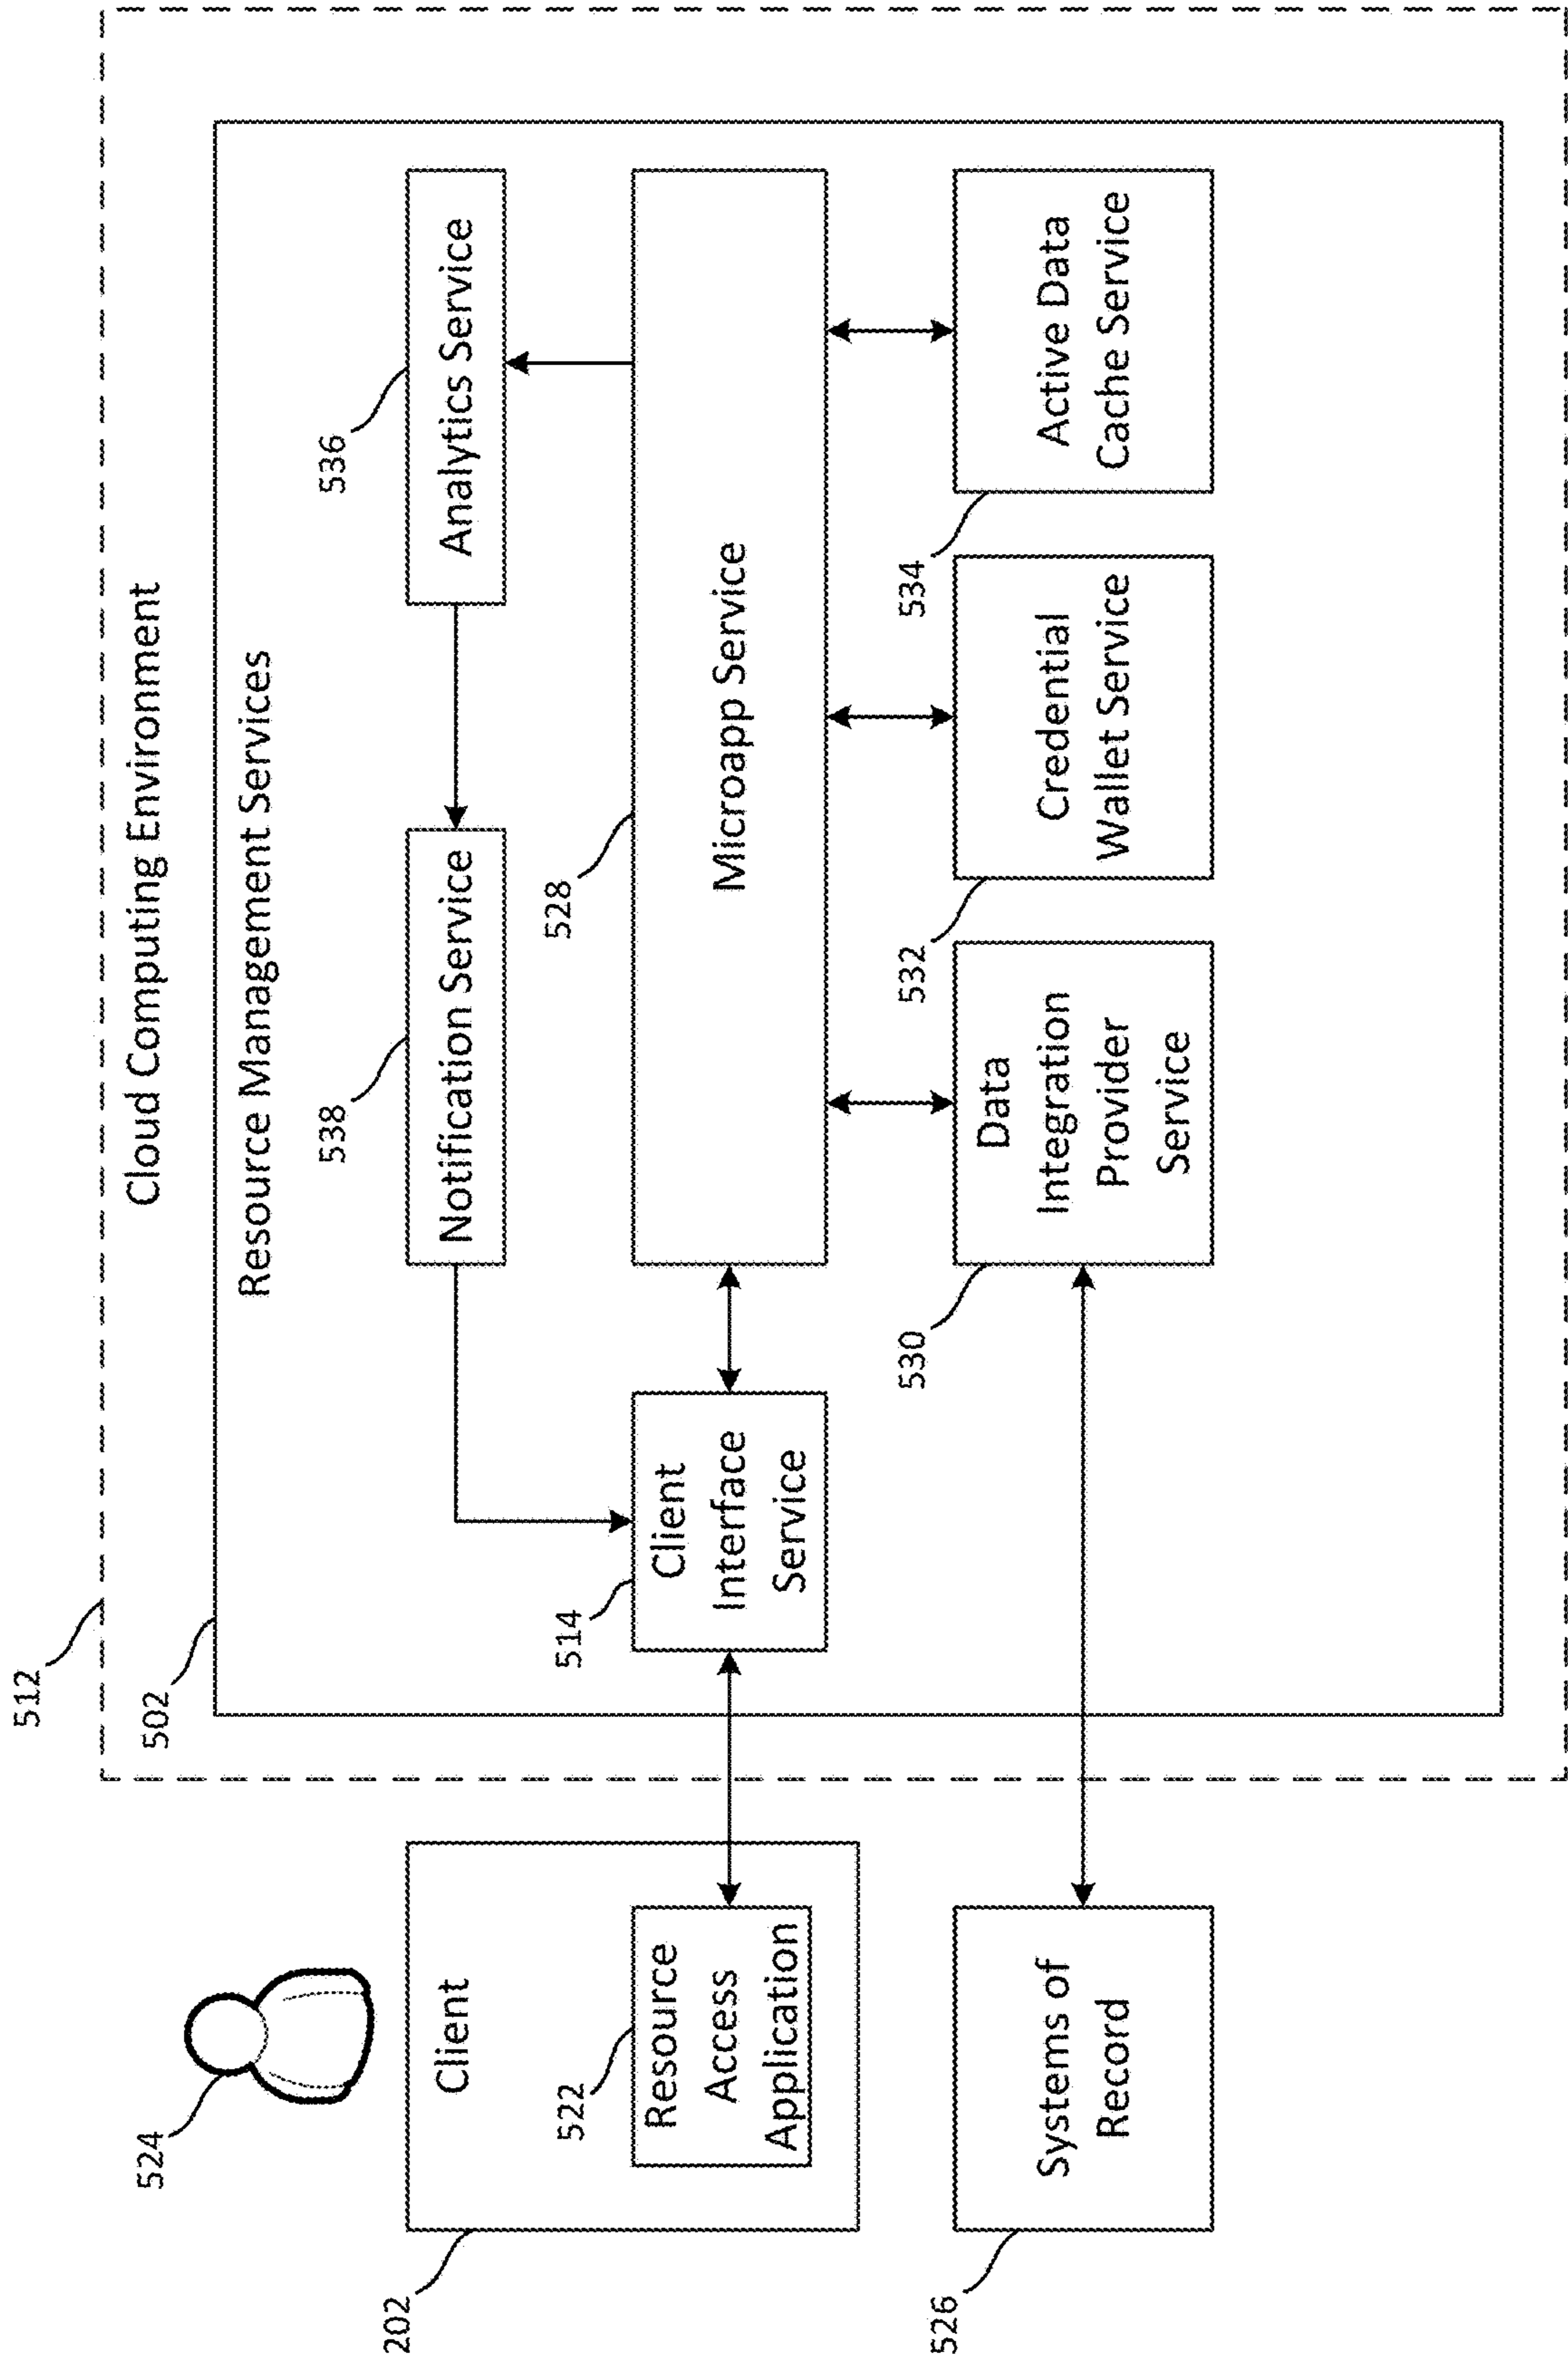 512
Cloud Computing Environment
502
Resource Management Services
524
202
Client
522
Resource
Access
Application
538
Notification Service
536
Analytics Service
514
Client
Interface
Service
528
Microapp Service
526
Systems of
Record
530
Data
Integration
Provider
Service
532
Credential
Wallet Service
534
Active Data
Cache Service